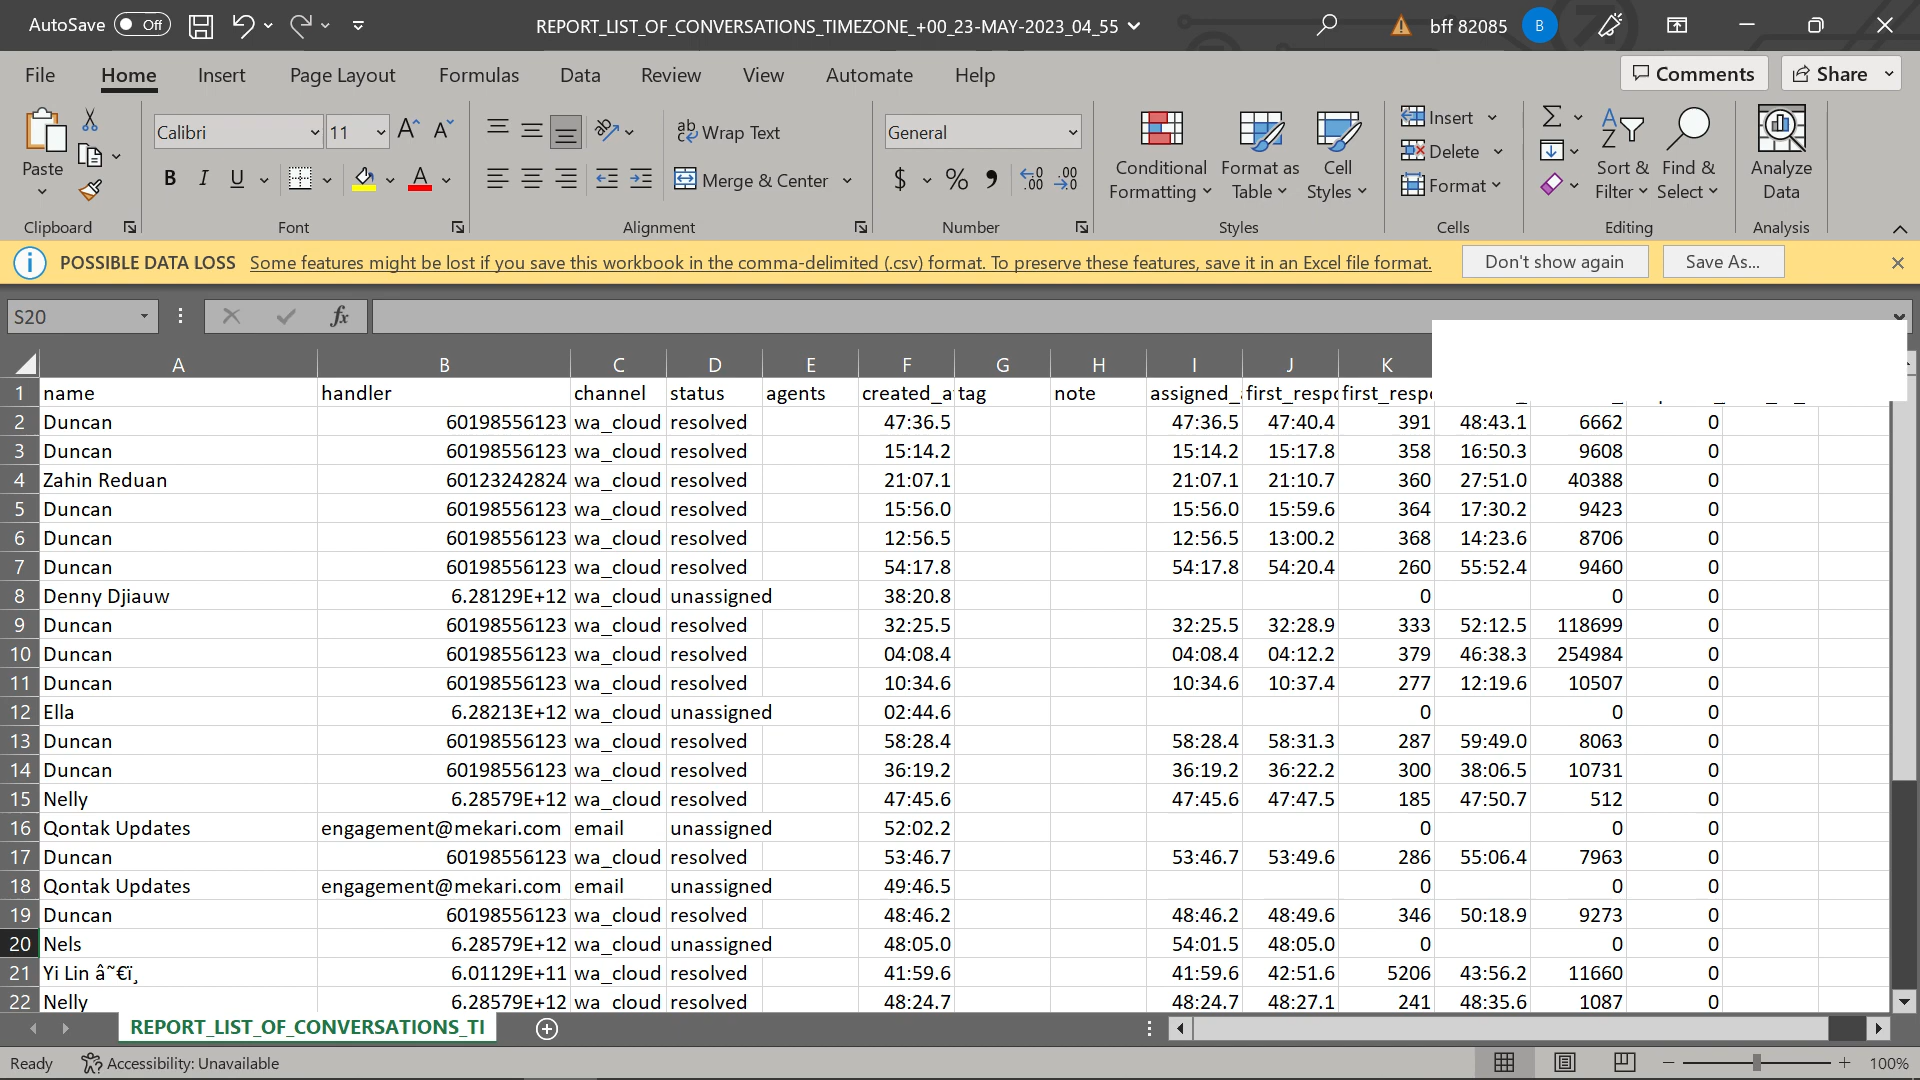 AutoSave Off REPORT_LIST_OF_CONVERSATIONS_TIMEZONE_+00_23-MAY-2023_04_55 bff 82085 B
File Home Insert Page Layout Formulas Data Review View Automate Help Comments Share
Paste
Clipboard
Calibri 11
B I U A
Font
ab Wrap Text
Merge & Center
Alignment
General
$ % 9 .00 .00
Number
Conditional Formatting
Format as Table
Cell Styles
Styles
Insert
Delete
Format
Cells
Sort & Filter
Find & Select
Editing
Analyze Data
Analysis
POSSIBLE DATA LOSS Some features might be lost if you save this workbook in the comma-delimited (.csv) format. To preserve these features, save it in an Excel file format. Don't show again Save As...
S20 fx
A B C D E F G H I J K
1 name handler channel status agents created_a tag note assigned_ first_respo first_respo
2 Duncan 60198556123 wa_cloud resolved 47:36.5 47:36.5 47:40.4 391 48:43.1 6662 0
3 Duncan 60198556123 wa_cloud resolved 15:14.2 15:14.2 15:17.8 358 16:50.3 9608 0
4 Zahin Reduan 60123242824 wa_cloud resolved 21:07.1 21:07.1 21:10.7 360 27:51.0 40388 0
5 Duncan 60198556123 wa_cloud resolved 15:56.0 15:56.0 15:59.6 364 17:30.2 9423 0
6 Duncan 60198556123 wa_cloud resolved 12:56.5 12:56.5 13:00.2 368 14:23.6 8706 0
7 Duncan 60198556123 wa_cloud resolved 54:17.8 54:17.8 54:20.4 260 55:52.4 9460 0
8 Denny Djiauw 6.28129E+12 wa_cloud unassigned 38:20.8 0 0 0
9 Duncan 60198556123 wa_cloud resolved 32:25.5 32:25.5 32:28.9 333 52:12.5 118699 0
10 Duncan 60198556123 wa_cloud resolved 04:08.4 04:08.4 04:12.2 379 46:38.3 254984 0
11 Duncan 60198556123 wa_cloud resolved 10:34.6 10:34.6 10:37.4 277 12:19.6 10507 0
12 Ella 6.28213E+12 wa_cloud unassigned 02:44.6 0 0 0
13 Duncan 60198556123 wa_cloud resolved 58:28.4 58:28.4 58:31.3 287 59:49.0 8063 0
14 Duncan 60198556123 wa_cloud resolved 36:19.2 36:19.2 36:22.2 300 38:06.5 10731 0
15 Nelly 6.28579E+12 wa_cloud resolved 47:45.6 47:45.6 47:47.5 185 47:50.7 512 0
16 Qontak Updates engagement@mekari.com email unassigned 52:02.2 0 0 0
17 Duncan 60198556123 wa_cloud resolved 53:46.7 53:46.7 53:49.6 286 55:06.4 7963 0
18 Qontak Updates engagement@mekari.com email unassigned 49:46.5 0 0 0
19 Duncan 60198556123 wa_cloud resolved 48:46.2 48:46.2 48:49.6 346 50:18.9 9273 0
20 Nels 6.28579E+12 wa_cloud unassigned 48:05.0 54:01.5 48:05.0 0 0 0
21 Yi Lin â˜€ï¸ 6.01129E+11 wa_cloud resolved 41:59.6 41:59.6 42:51.6 5206 43:56.2 11660 0
22 Nelly 6.28579E+12 wa_cloud resolved 48:24.7 48:24.7 48:27.1 241 48:35.6 1087 0
REPORT_LIST_OF_CONVERSATIONS_TI
Ready Accessibility: Unavailable 100%